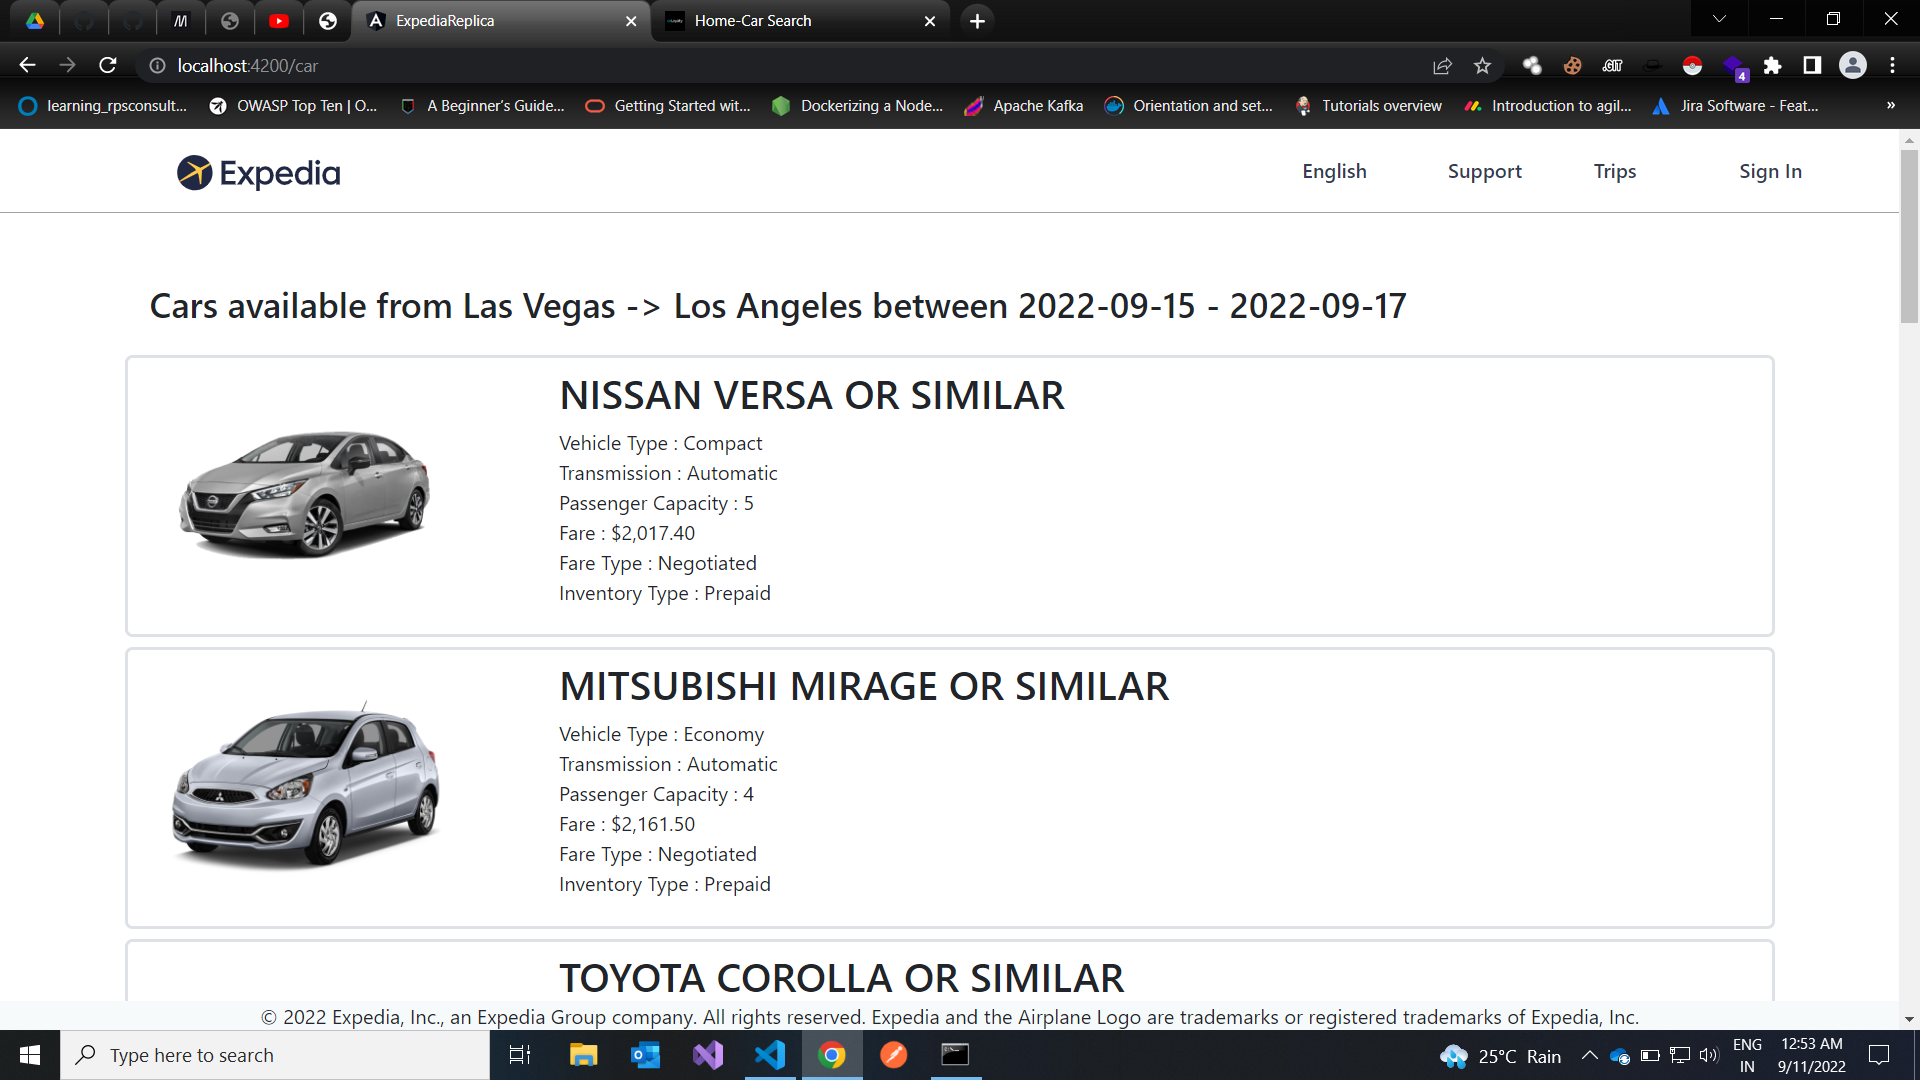 ExpediaReplica
Home-Car Search
localhost:4200/car
4
learning_rpsconsult...
OWASP Top Ten | O...
A Beginner's Guide...
Getting Started wit...
Dockerizing a Node...
Apache Kafka
Orientation and set...
Tutorials overview
Introduction to agil...
Jira Software - Feat...
»
Expedia
English
Support
Trips
Sign In
Cars available from Las Vegas -> Los Angeles between 2022-09-15 - 2022-09-17
NISSAN VERSA OR SIMILAR
Vehicle Type : Compact
Transmission : Automatic
Passenger Capacity : 5
Fare : $2,017.40
Fare Type : Negotiated
Inventory Type : Prepaid
MITSUBISHI MIRAGE OR SIMILAR
Vehicle Type : Economy
Transmission : Automatic
Passenger Capacity : 4
Fare : $2,161.50
Fare Type : Negotiated
Inventory Type : Prepaid
TOYOTA COROLLA OR SIMILAR
© 2022 Expedia, Inc., an Expedia Group company. All rights reserved. Expedia and the Airplane Logo are trademarks or registered trademarks of Expedia, Inc.
Type here to search
25°C Rain
ENG
IN
12:53 AM
9/11/2022